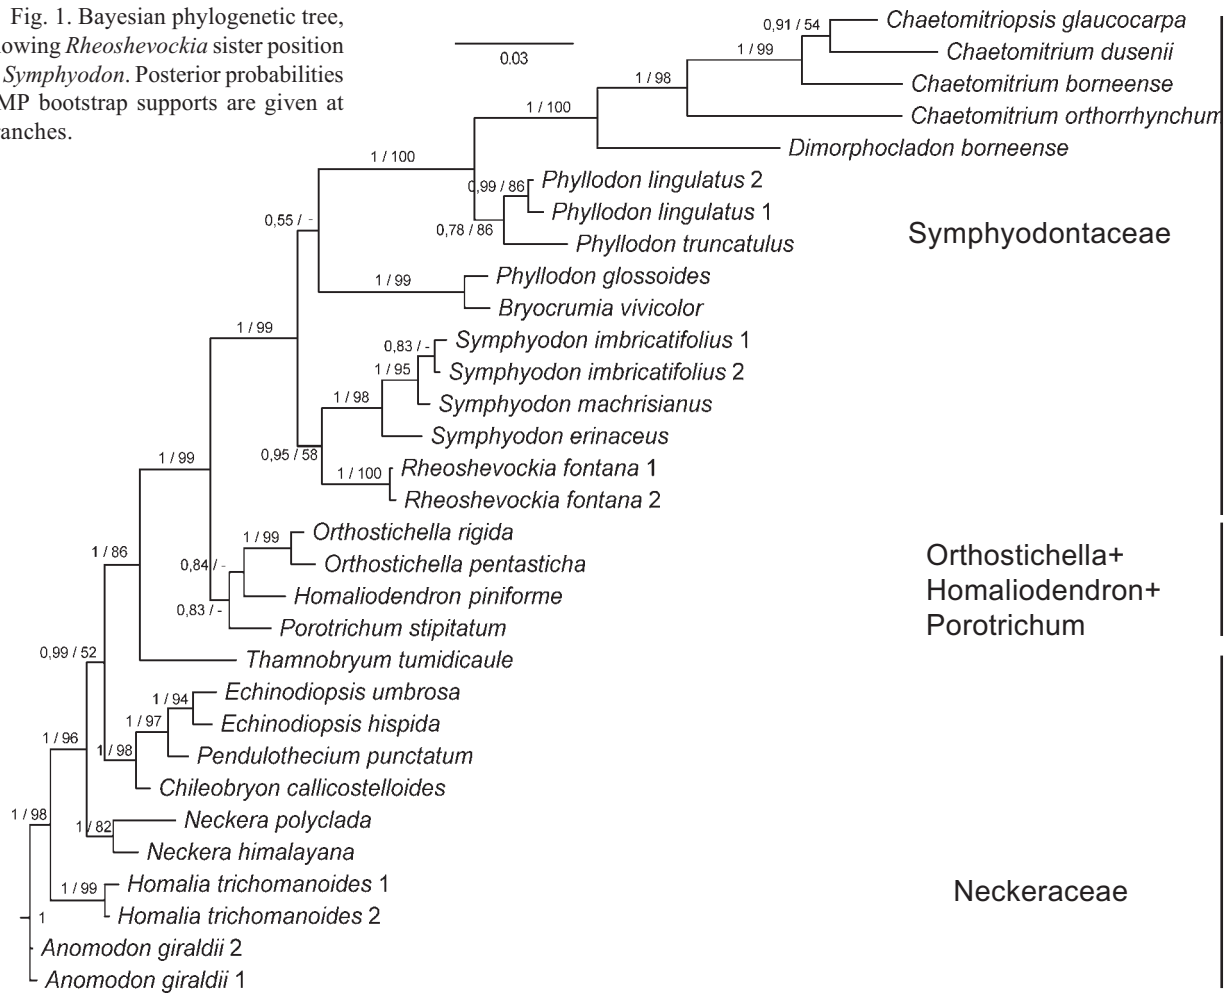 Fig. 1. Bayesian phylogenetic tree,
Rheoshevockia sister position
Symphyodon. Posterior probabilities
MP bootstrap supports are given at
0.03
0,91 / 54
Chaetomitriopsis glaucocarpa
1 / 99
Chaetomitrium dusenii
1 / 98
Chaetomitrium borneense
1 / 100
Chaetomitrium orthorrhynchum
Dimorphocladon borneense
1 / 100
0,99 / 86
Phyllodon lingulatus 2
Phyllodon lingulatus 1
0,78 / 86
Phyllodon truncatulus
Symphyodontaceae
0,55 / -
1 / 99
Phyllodon glossoides
Bryocrumia vivicolor
1 / 99
0,83 / -
Symphyodon imbricatifolius 1
1 / 95
Symphyodon imbricatifolius 2
1 / 98
Symphyodon machrisianus
Symphyodon erinaceus
0,95 / 58
1 / 100
Rheoshevockia fontana 1
Rheoshevockia fontana 2
1 / 99
1 / 99
Orthostichella rigida
Orthostichella pentasticha
0,84 / -
Homaliodendron piniforme
0,83 / -
Porotrichum stipitatum
Orthostichella+
Homaliodendron+
Porotrichum
1 / 86
Thamnobryum tumidicaule
0,99 / 52
1 / 94
Echinodiopsis umbrosa
1 / 97
Echinodiopsis hispida
1 / 98
Pendulothecium punctatum
Chileobryon callicostelloides
1 / 96
1 / 82
Neckera polyclada
Neckera himalayana
1 / 98
1 / 99
Homalia trichomanoides 1
Homalia trichomanoides 2
Neckeraceae
1
Anomodon giraldii 2
Anomodon giraldii 1